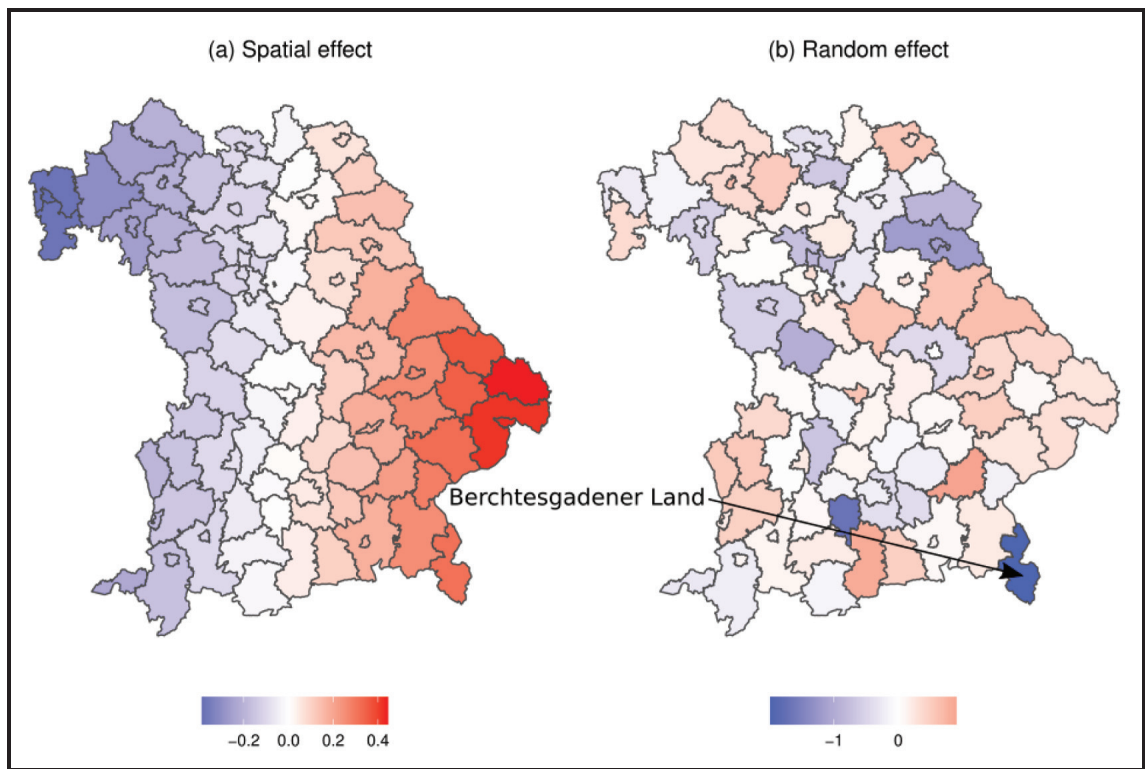 (a) Spatial effect
(b) Random effect
Berchtesgadener Land
−0.2 0.0 0.2 0.4
−1 0